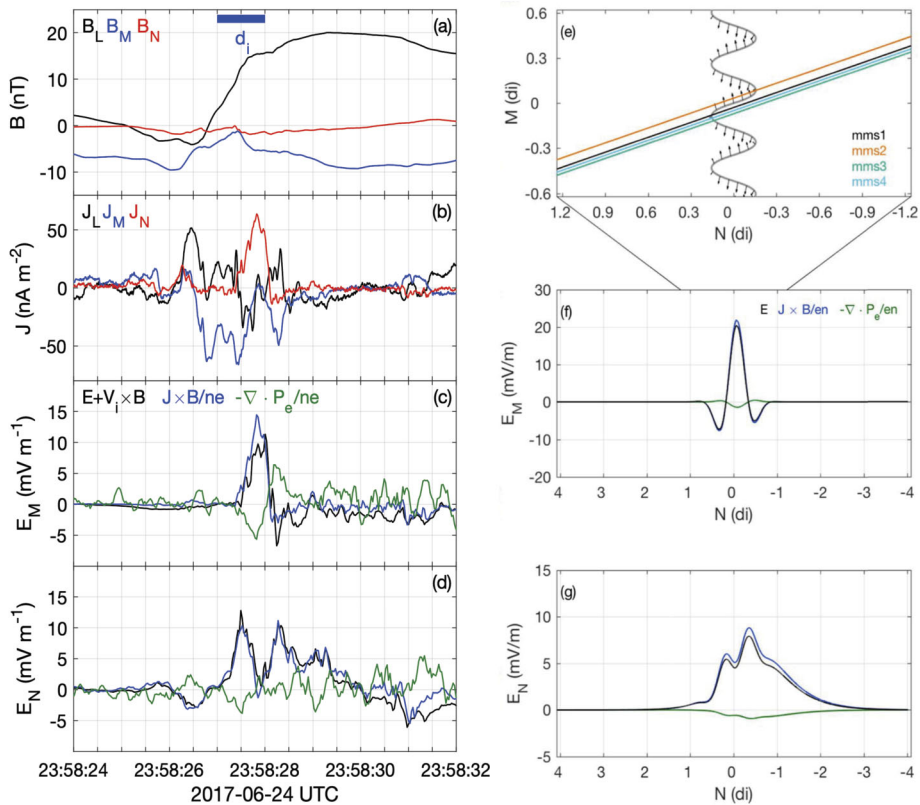 (a)
B_L B_M B_N
d_i
B (nT)
20
10
0
-10
(b)
J_L J_M J_N
J (nA m⁻²)
50
0
-50
(c)
E+V_i×B J×B/ne -∇·P_e/ne
E_M (mV m⁻¹)
15
10
5
0
-5
(d)
E_N (mV m⁻¹)
15
10
5
0
-5
23:58:24 23:58:26 23:58:28 23:58:30 23:58:32
2017-06-24 UTC
(e)
M (di)
0.6
0.3
0
-0.3
-0.6
mms1
mms2
mms3
mms4
1.2 0.9 0.6 0.3 0 -0.3 -0.6 -0.9 -1.2
N (di)
(f)
E J × B/en -∇ · P_e/en
E_M (mV/m)
30
20
10
0
-10
-20
4 3 2 1 0 -1 -2 -3 -4
N (di)
(g)
E_N (mV/m)
15
10
5
0
-5
4 3 2 1 0 -1 -2 -3 -4
N (di)